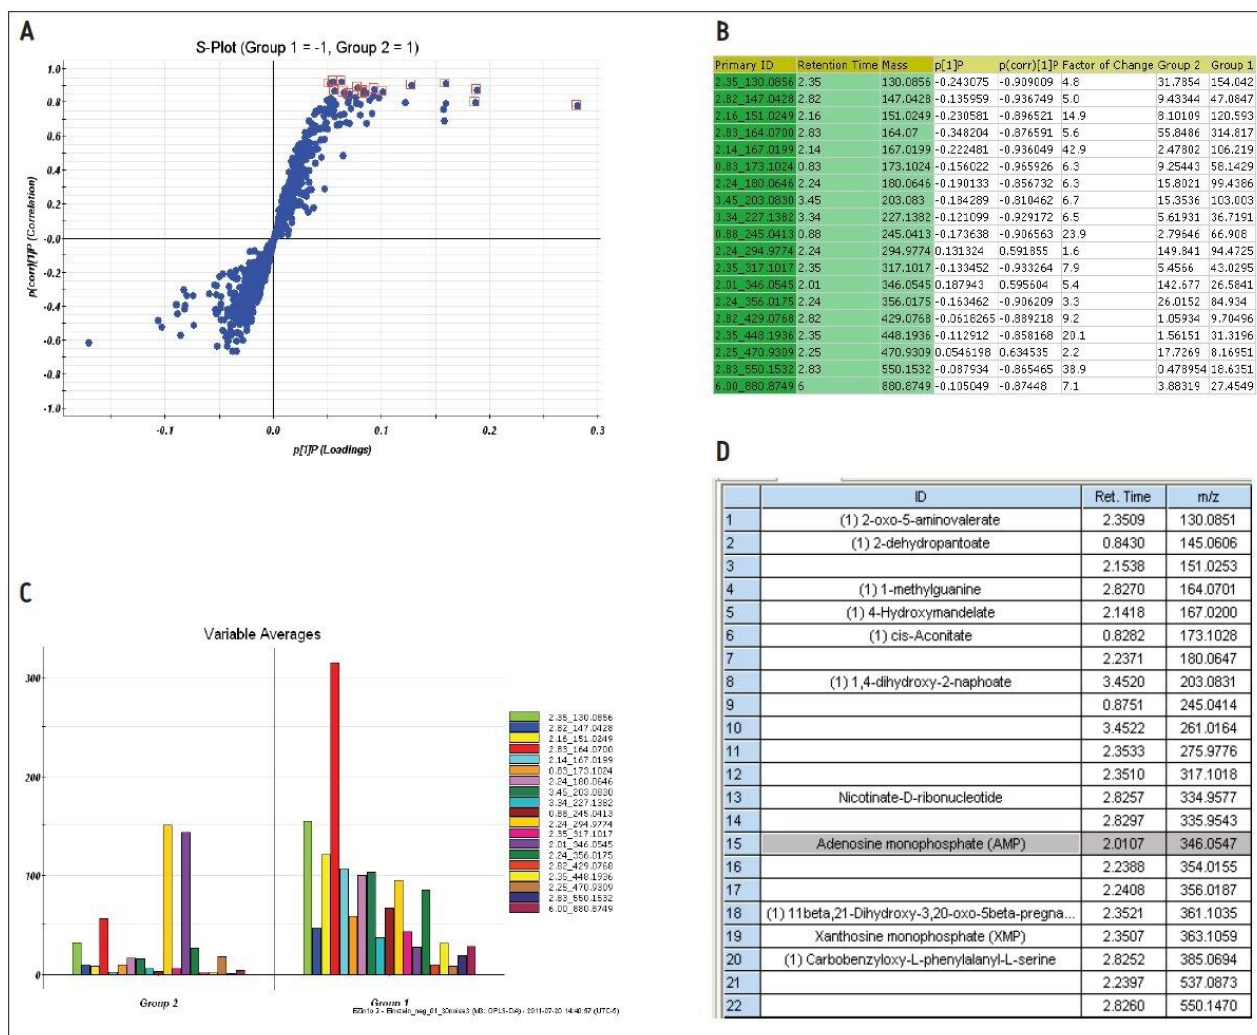 A
S-Plot (Group 1 = -1, Group 2 = 1)
p(corr)[1]P (Correlation)
1.0
0.8
0.6
0.4
0.2
-0.0
-0.2
-0.4
-0.6
-0.8
-1.0
-0.1 0.0 0.1 0.2 0.3
p[1]P (Loadings)
B
Primary ID Retention Time Mass p[1]P p(corr)[1]P Factor of Change Group 2 Group 1
2.35_130.0856 2.35 130.0856 -0.243075 -0.909009 4.8 31.7854 154.042
2.82_147.0428 2.82 147.0428 -0.135959 -0.936749 5.0 9.43344 47.0847
2.16_151.0249 2.16 151.0249 -0.230581 -0.896521 14.9 8.10109 120.593
2.83_164.0700 2.83 164.07 -0.348204 -0.876591 5.6 55.8486 314.817
2.14_167.0199 2.14 167.0199 -0.222481 -0.936049 42.9 2.47802 106.219
0.83_173.1024 0.83 173.1024 -0.156022 -0.965926 6.3 9.25443 58.1429
2.24_180.0646 2.24 180.0646 -0.190133 -0.856732 6.3 15.8021 99.4386
3.45_203.0830 3.45 203.083 -0.184289 -0.810462 6.7 15.3536 103.003
3.34_227.1382 3.34 227.1382 -0.121099 -0.929172 6.5 5.61931 36.7191
0.88_245.0413 0.88 245.0413 -0.173638 -0.906563 23.9 2.79646 66.908
2.24_294.9774 2.24 294.9774 0.131324 0.591855 1.6 149.841 94.4725
2.35_317.1017 2.35 317.1017 -0.133452 -0.933264 7.9 5.4566 43.0295
2.01_346.0545 2.01 346.0545 0.187943 0.595604 5.4 142.677 26.5841
2.24_356.0175 2.24 356.0175 -0.163462 -0.906209 3.3 26.0152 84.934
2.82_429.0768 2.82 429.0768 -0.0618265 -0.889218 9.2 1.05934 9.70496
2.35_448.1936 2.35 448.1936 -0.112912 -0.858168 20.1 1.56151 31.3196
2.25_470.9309 2.25 470.9309 0.0546198 0.634535 2.2 17.7269 8.16951
2.83_550.1532 2.83 550.1532 -0.087934 -0.865465 38.9 0.478954 18.6351
6.00_880.8749 6 880.8749 -0.105049 -0.87448 7.1 3.88319 27.4549
C
Variable Averages
300
200
100
0
Group 2 Group 1
2.35_130.0856
2.82_147.0428
2.16_151.0249
2.83_164.0700
2.14_167.0199
0.83_173.1024
2.24_180.0646
3.45_203.0830
3.34_227.1382
0.88_245.0413
2.24_294.9774
2.35_317.1017
2.01_346.0545
2.24_356.0175
2.82_429.0768
2.35_448.1936
2.25_470.9309
2.83_550.1532
6.00_880.8749
EZinfo 2 - Einstein_neg_01_30noise3 (M8: OPLS-DA) - 2011-07-20 14:40:57 (UTC-5)
D
ID Ret. Time m/z
1 (1) 2-oxo-5-aminovalerate 2.3509 130.0851
2 (1) 2-dehydropantoate 0.8430 145.0606
3 2.1538 151.0253
4 (1) 1-methylguanine 2.8270 164.0701
5 (1) 4-Hydroxymandelate 2.1418 167.0200
6 (1) cis-Aconitate 0.8282 173.1028
7 2.2371 180.0647
8 (1) 1,4-dihydroxy-2-naphoate 3.4520 203.0831
9 0.8751 245.0414
10 3.4522 261.0164
11 2.3533 275.9776
12 2.3510 317.1018
13 Nicotinate-D-ribonucleotide 2.8257 334.9577
14 2.8297 335.9543
15 Adenosine monophosphate (AMP) 2.0107 346.0547
16 2.2388 354.0155
17 2.2408 356.0187
18 (1) 11beta,21-Dihydroxy-3,20-oxo-5beta-pregna... 2.3521 361.1035
19 Xanthosine monophosphate (XMP) 2.3507 363.1059
20 (1) Carbobenzyloxy-L-phenylalanyl-L-serine 2.8252 385.0694
21 2.2397 537.0873
22 2.8260 550.1470